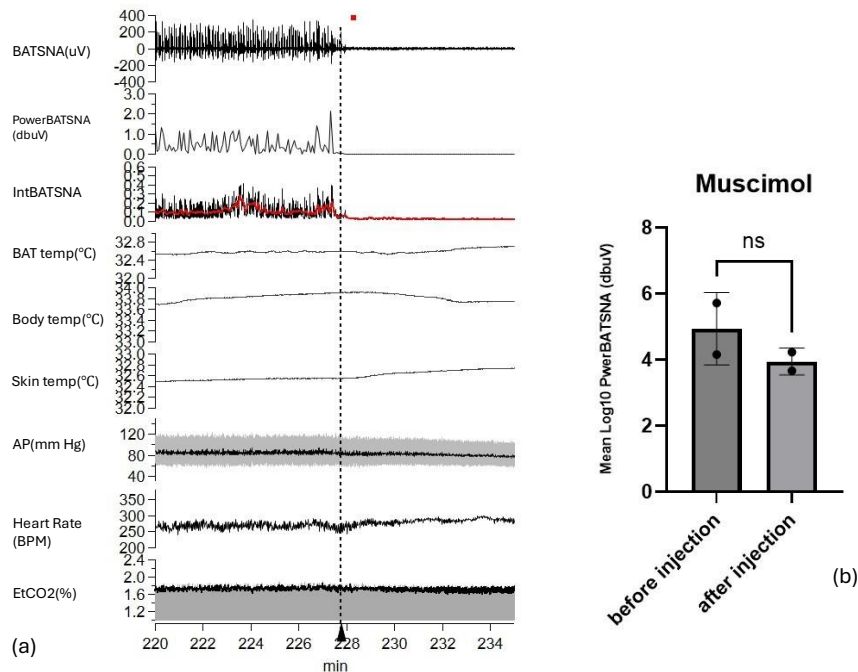 400
200
BATSNA(uV)
0
-200
-400
3.0
2.0
PowerBATSNA
(dbuV)
1.0
0.0
0.6
0.5
0.4
IntBATSNA
0.3
0.2
0.1
0.0
32.8
BAT temp(°C)
32.4
32.0
34.0
33.8
Body temp(°C)
33.6
33.4
33.2
33.0
33.0
32.8
32.6
Skin temp(°C)
32.4
32.2
32.0
120
AP(mm Hg)
80
40
350
Heart Rate
300
(BPM)
250
200
2.4
2.0
EtCO2(%)
1.6
1.2
220 222 224 226 228 230 232 234
min
(a)
Muscimol
8
ns
6
4
2
0
Mean Log10 PwerBATSNA (dbuV)
before injection
after injection
(b)